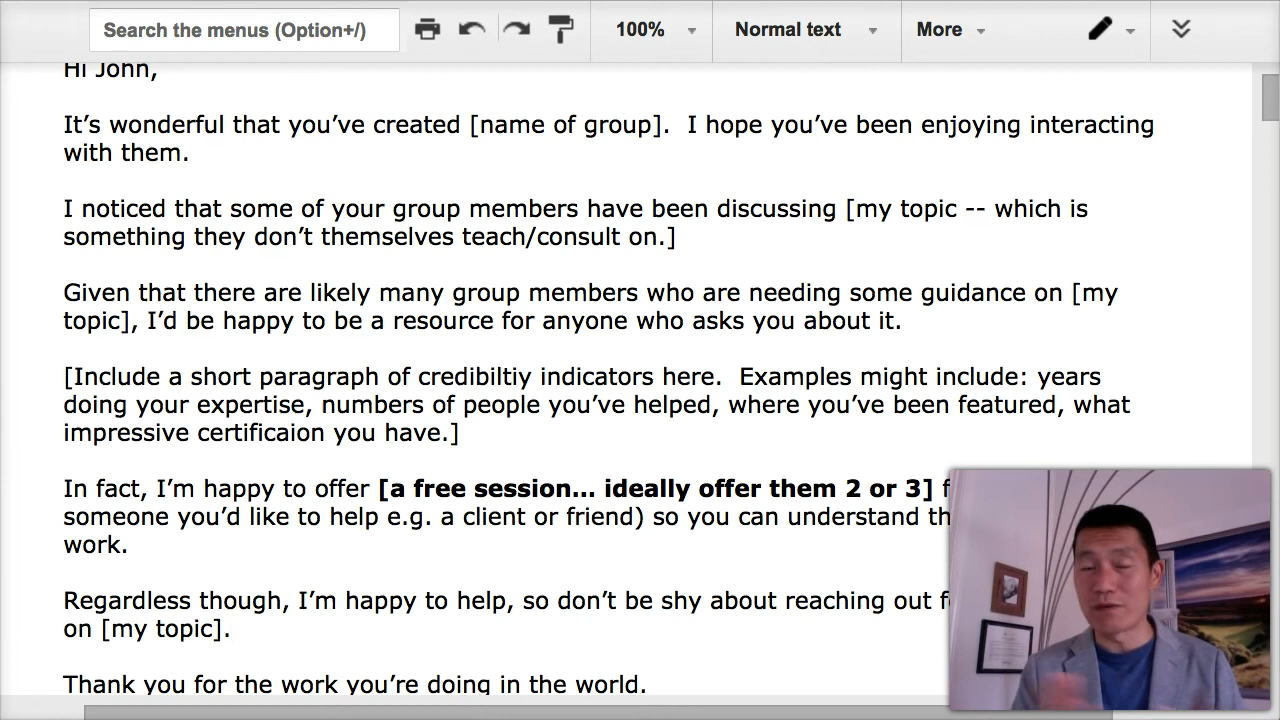 Search the menus (Option+/)
100%
Normal text
More
Hi John,
It’s wonderful that you’ve created [name of group].  I hope you’ve been enjoying interacting
with them.
I noticed that some of your group members have been discussing [my topic -- which is
something they don’t themselves teach/consult on.]
Given that there are likely many group members who are needing some guidance on [my
topic], I’d be happy to be a resource for anyone who asks you about it.
[Include a short paragraph of credibiltiy indicators here.  Examples might include: years
doing your expertise, numbers of people you’ve helped, where you’ve been featured, what
impressive certificaion you have.]
In fact, I’m happy to offer [a free session... ideally offer them 2 or 3]
someone you’d like to help e.g. a client or friend) so you can understand
work.
Regardless though, I’m happy to help, so don’t be shy about reaching out
on [my topic].
Thank you for the work you’re doing in the world.